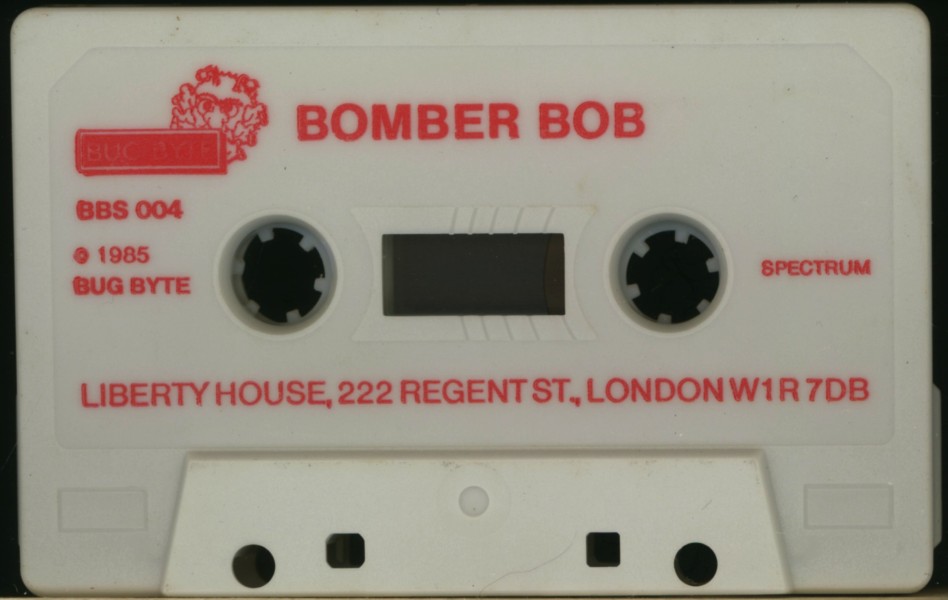 BOMBER BOB
BUG BYTE
BBS 004
© 1985
BUG BYTE
SPECTRUM
LIBERTY HOUSE, 222 REGENT ST., LONDON W1R 7DB